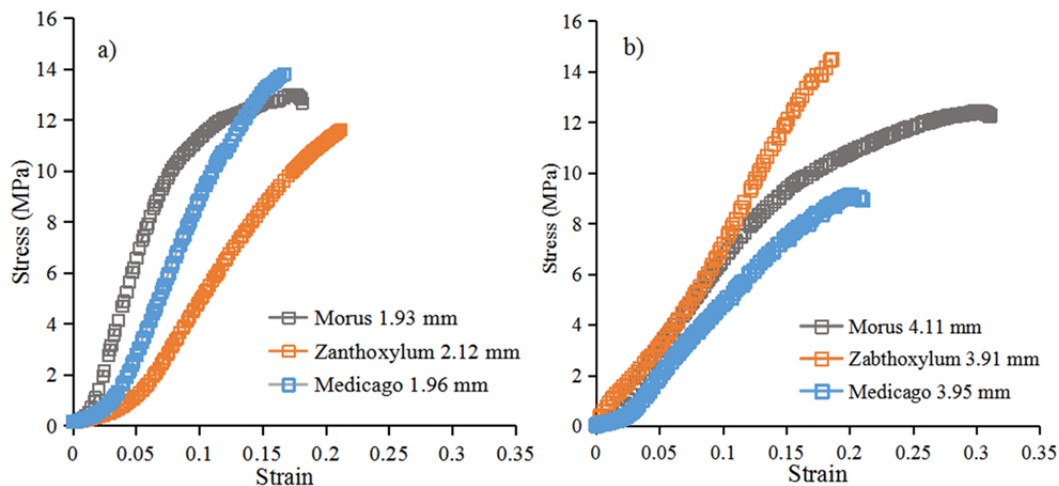 a)
Stress (MPa)
16
14
12
10
8
6
4
2
0
Morus 1.93 mm
Zanthoxylum 2.12 mm
Medicago 1.96 mm
0 0.05 0.1 0.15 0.2 0.25 0.3 0.35
Strain
b)
Stress (MPa)
16
14
12
10
8
6
4
2
0
Morus 4.11 mm
Zabthoxylum 3.91 mm
Medicago 3.95 mm
0 0.05 0.1 0.15 0.2 0.25 0.3 0.35
Strain